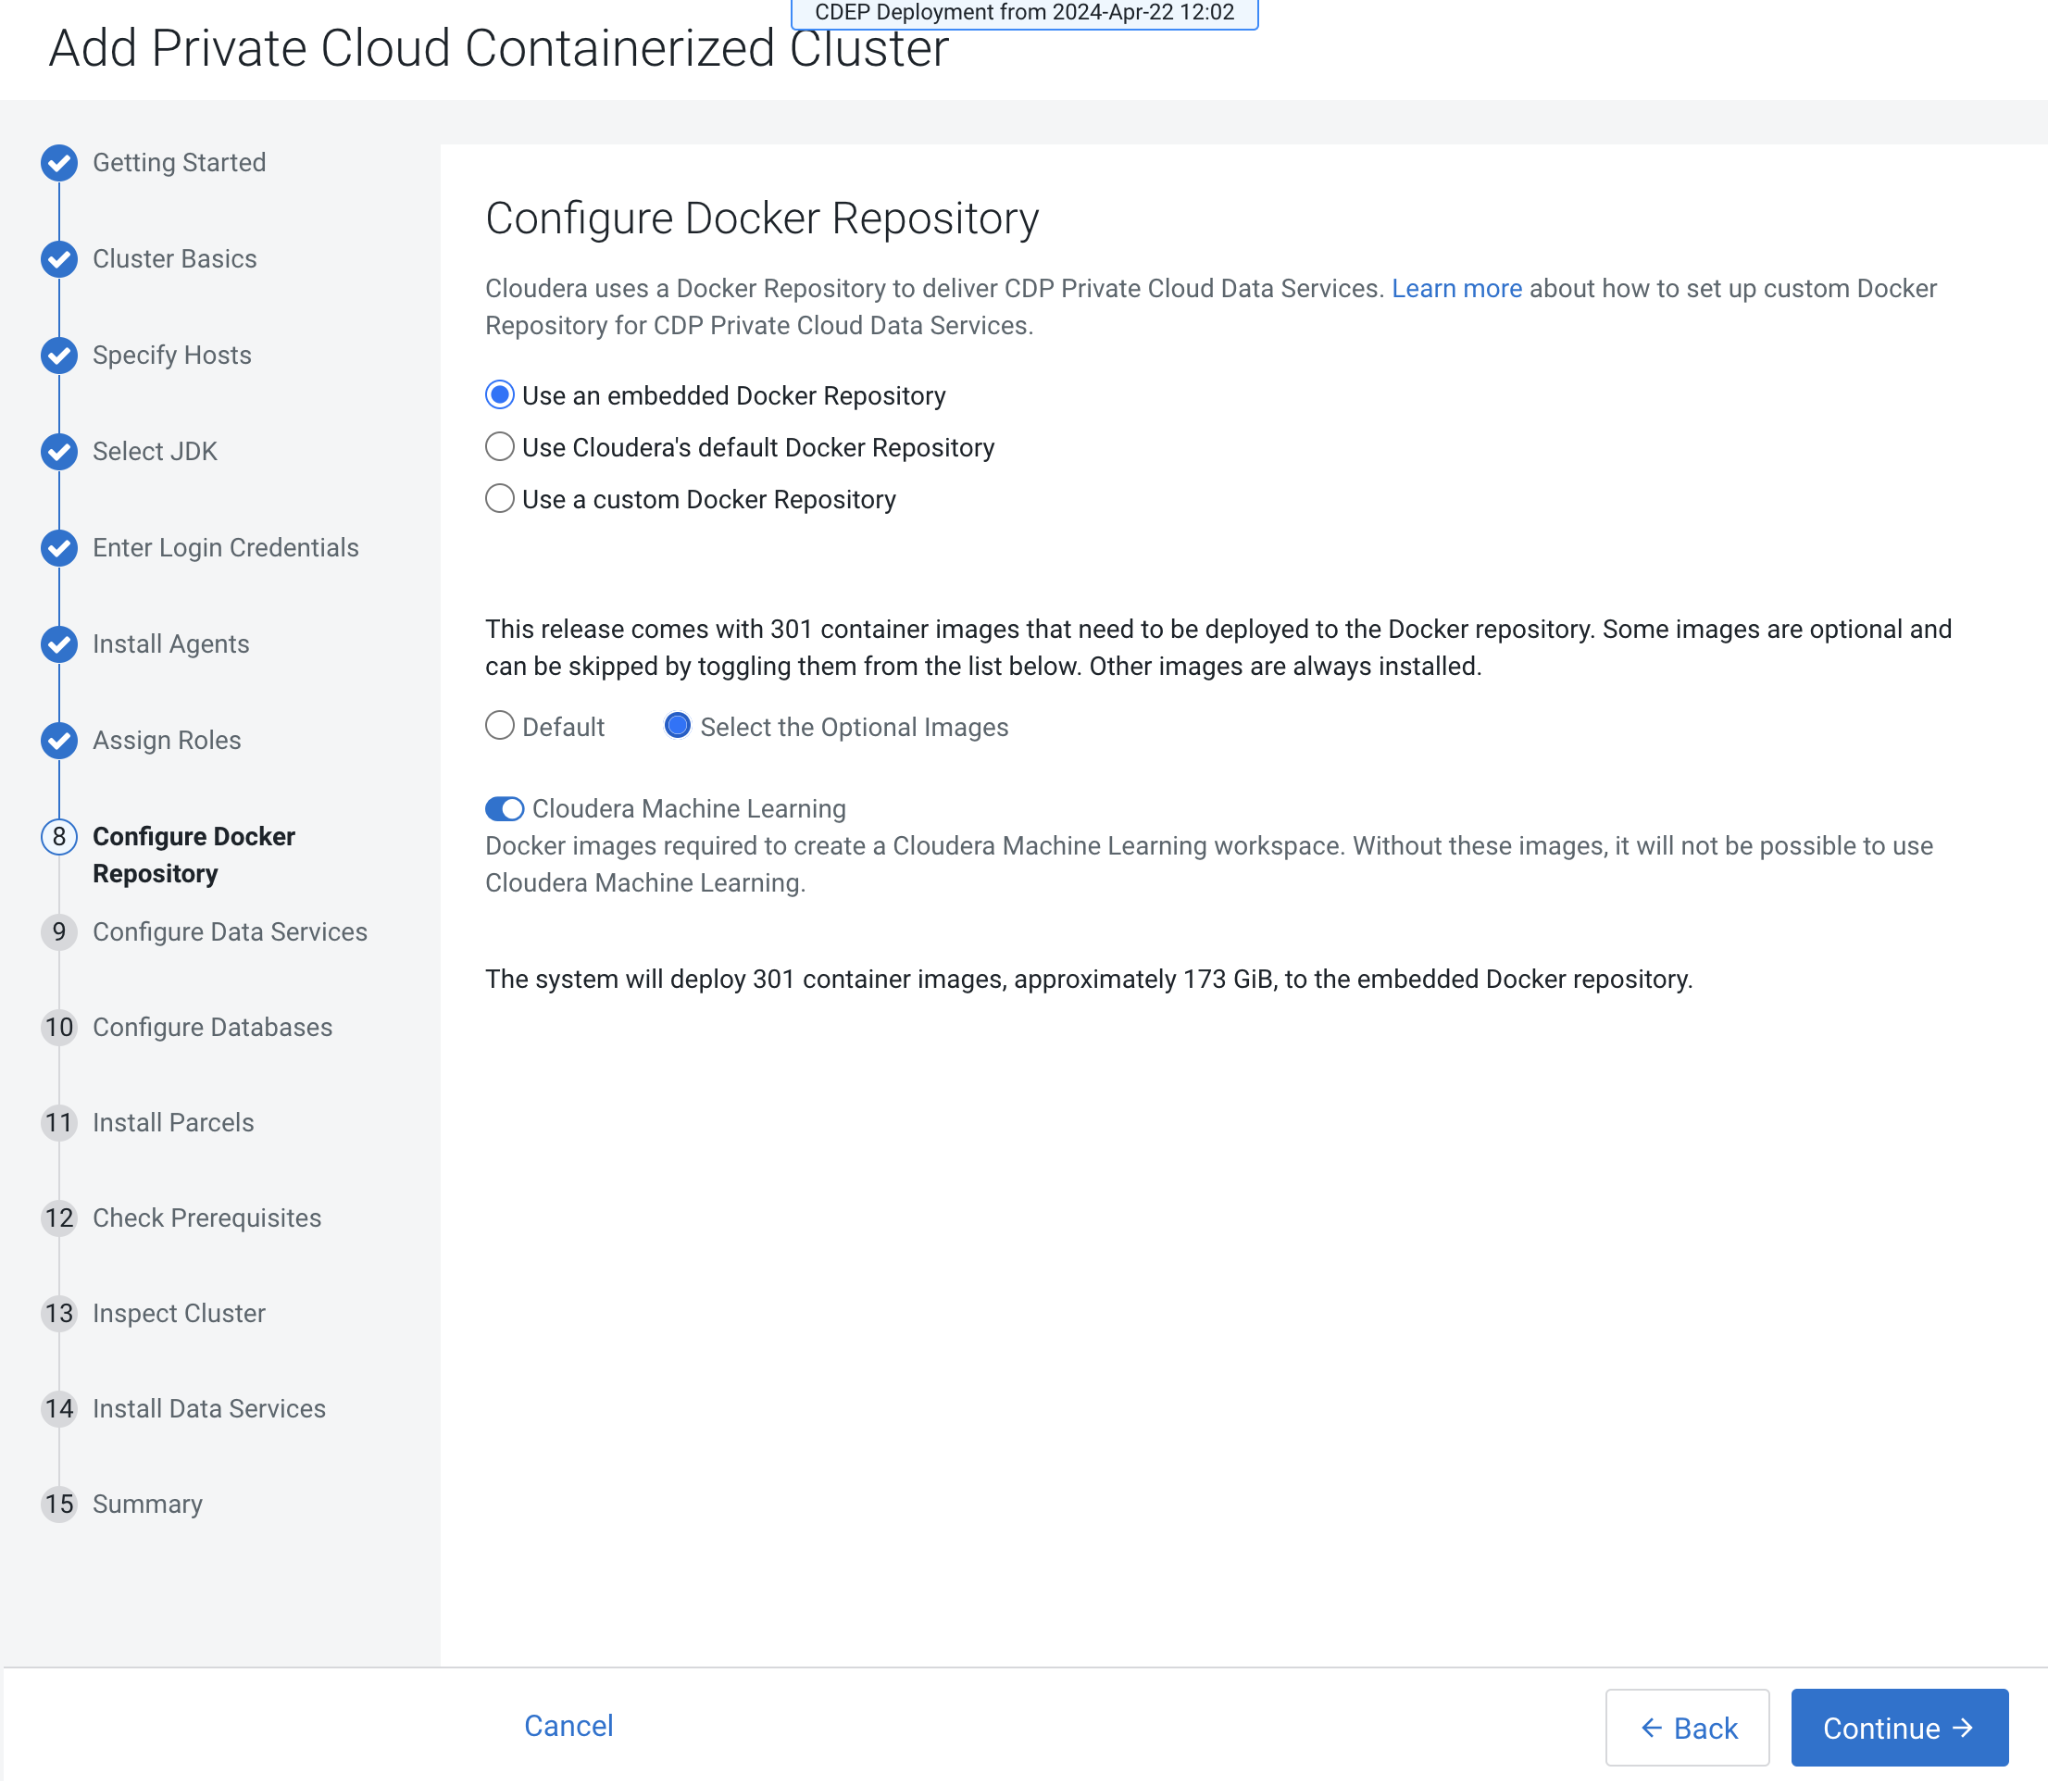 CDEP Deployment from 2024-Apr-22 12:02
Add Private Cloud Containerized Cluster
Getting Started
Cluster Basics
Specify Hosts
Select JDK
Enter Login Credentials
Install Agents
Assign Roles
8 Configure Docker
Repository
9 Configure Data Services
10 Configure Databases
11 Install Parcels
12 Check Prerequisites
13 Inspect Cluster
14 Install Data Services
15 Summary
Configure Docker Repository
Cloudera uses a Docker Repository to deliver CDP Private Cloud Data Services. Learn more about how to set up custom Docker
Repository for CDP Private Cloud Data Services.
Use an embedded Docker Repository
Use Cloudera's default Docker Repository
Use a custom Docker Repository
This release comes with 301 container images that need to be deployed to the Docker repository. Some images are optional and
can be skipped by toggling them from the list below. Other images are always installed.
Default Select the Optional Images
Cloudera Machine Learning
Docker images required to create a Cloudera Machine Learning workspace. Without these images, it will not be possible to use
Cloudera Machine Learning.
The system will deploy 301 container images, approximately 173 GiB, to the embedded Docker repository.
Cancel
← Back
Continue →